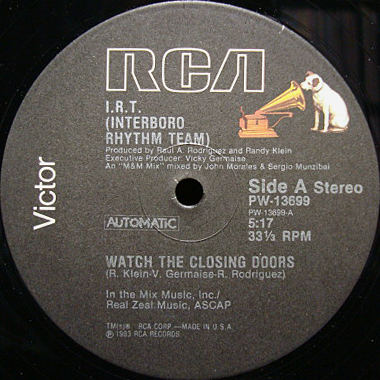 RCA
I.R.T.
(INTERBORO
RHYTHM TEAM)
Produced by Raul A. Rodriguez and Randy Klein
Executive Producer: Vicky Germaise
An "M&M Mix" mixed by John Morales & Sergio Munzibai
Victor
Side A Stereo
PW-13699
PW-13699-A
AUTOMATIC
5:17
33⅓ RPM
WATCH THE CLOSING DOORS
(R. Klein-V. Germaise-R. Rodriguez)
In the Mix Music, Inc./
Real Zeal Music, ASCAP
TM(s)® RCA CORP.—MADE IN U.S.A.
℗ 1983 RCA RECORDS